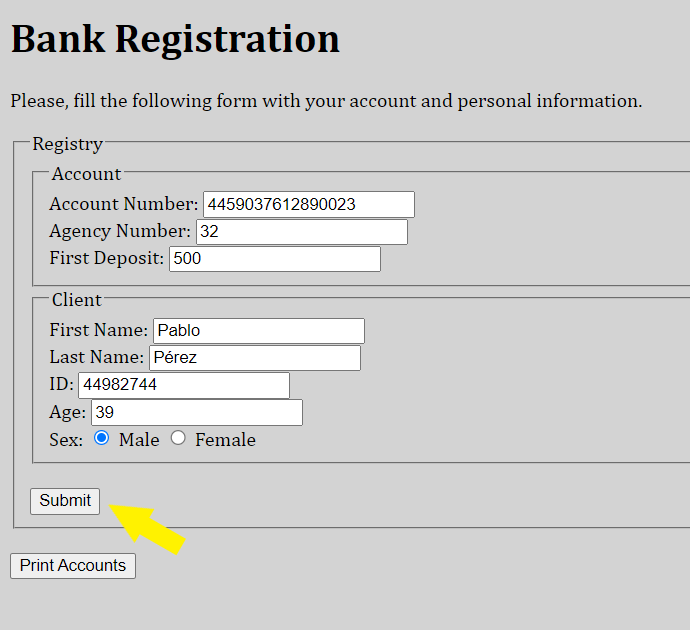 Bank Registration
Please, fill the following form with your account and personal information.
Registry
Account
Account Number: 4459037612890023
Agency Number: 32
First Deposit: 500
Client
First Name: Pablo
Last Name: Pérez
ID: 44982744
Age: 39
Sex: Male Female
Submit
Print Accounts